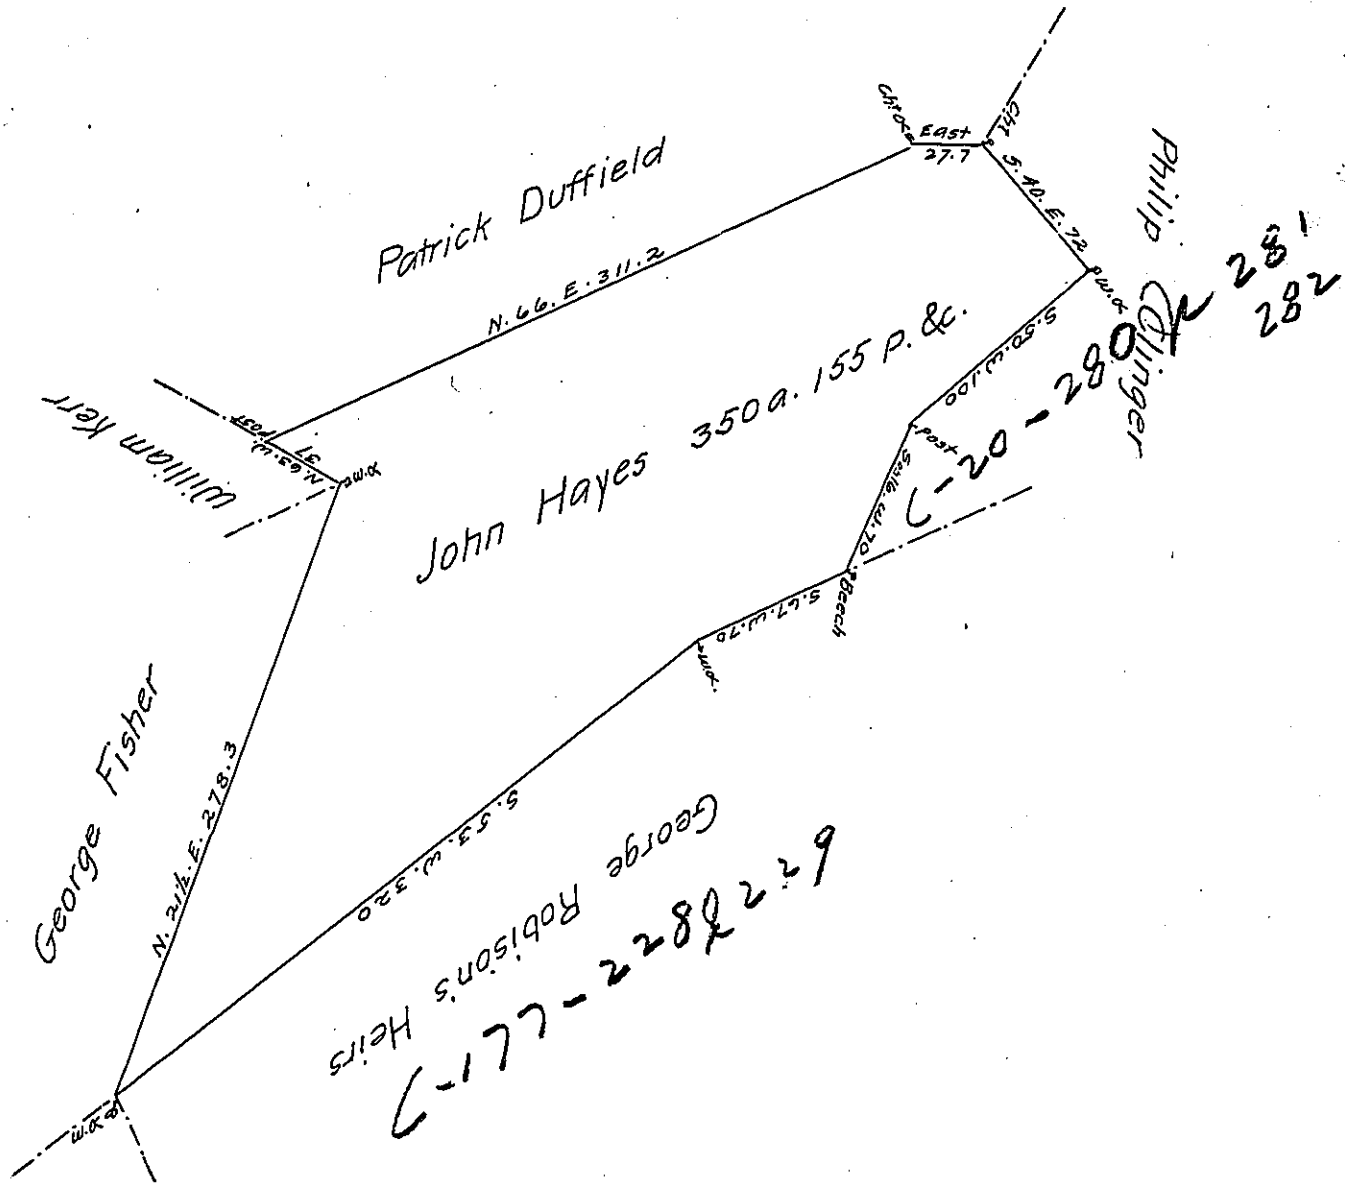 Patrick Duffield
N. 66. E. 311.2
Cht. O.
East
27.7
Cht
S. 40. E. 72
W.O.
Philip Clinger
S. 50. W. 100
Post
C-20-280
281
282
W. 70
Beech
S. 67. W. 70
W.O.
John Hayes 350 a. 155 P. &c.
William Kerr
Post
N. 63. W.
37
W.O.
George Fisher
N. 21½. E. 278.3
S. 53. W. 320
George Robison's Heirs
C-177-228 & 229
W.O.